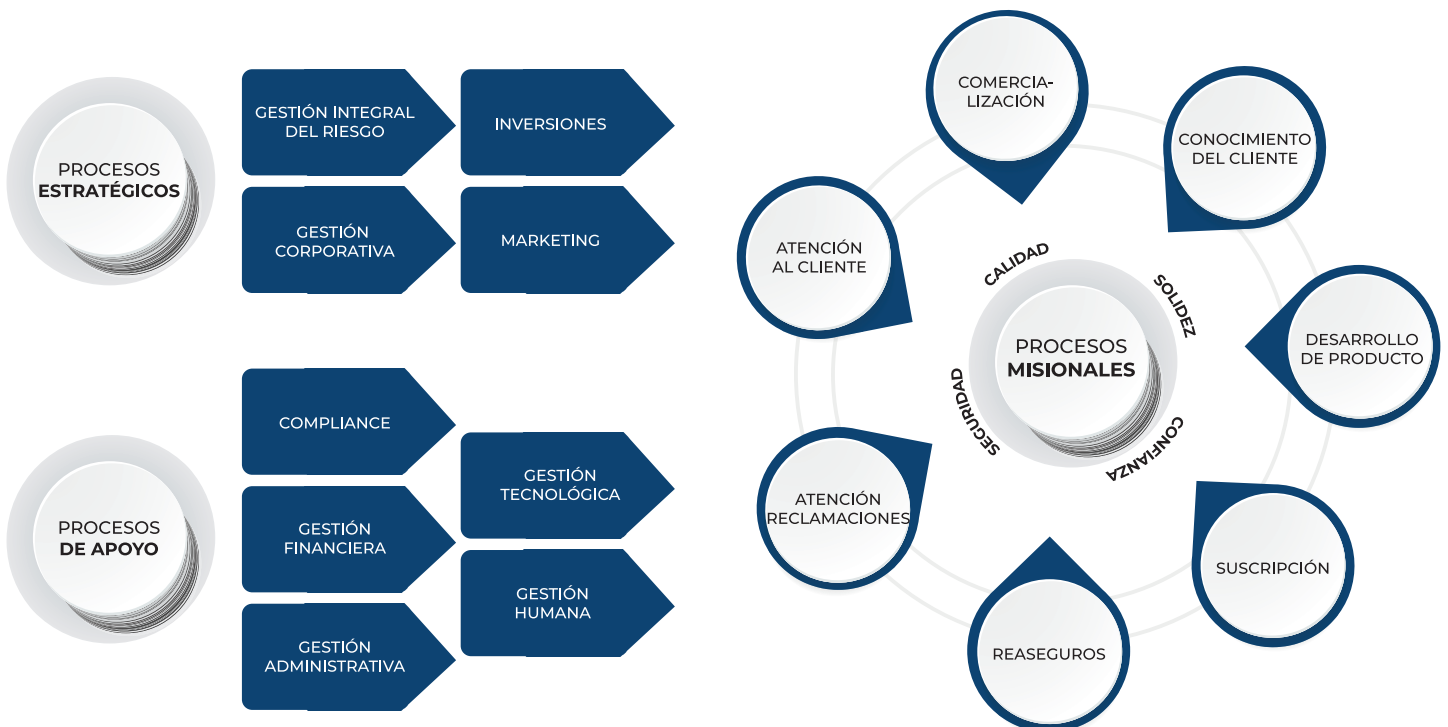 PROCESOS
ESTRATÉGICOS
GESTIÓN INTEGRAL
DEL RIESGO
INVERSIONES
GESTIÓN
CORPORATIVA
MARKETING
PROCESOS
DE APOYO
COMPLIANCE
GESTIÓN
TECNOLÓGICA
GESTIÓN
FINANCIERA
GESTIÓN
HUMANA
GESTIÓN
ADMINISTRATIVA
PROCESOS
MISIONALES
CALIDAD
SOLIDEZ
CONFIANZA
SEGURIDAD
COMERCIA-
LIZACIÓN
CONOCIMIENTO
DEL CLIENTE
DESARROLLO
DE PRODUCTO
SUSCRIPCIÓN
REASEGUROS
ATENCIÓN
RECLAMACIONES
ATENCIÓN
AL CLIENTE